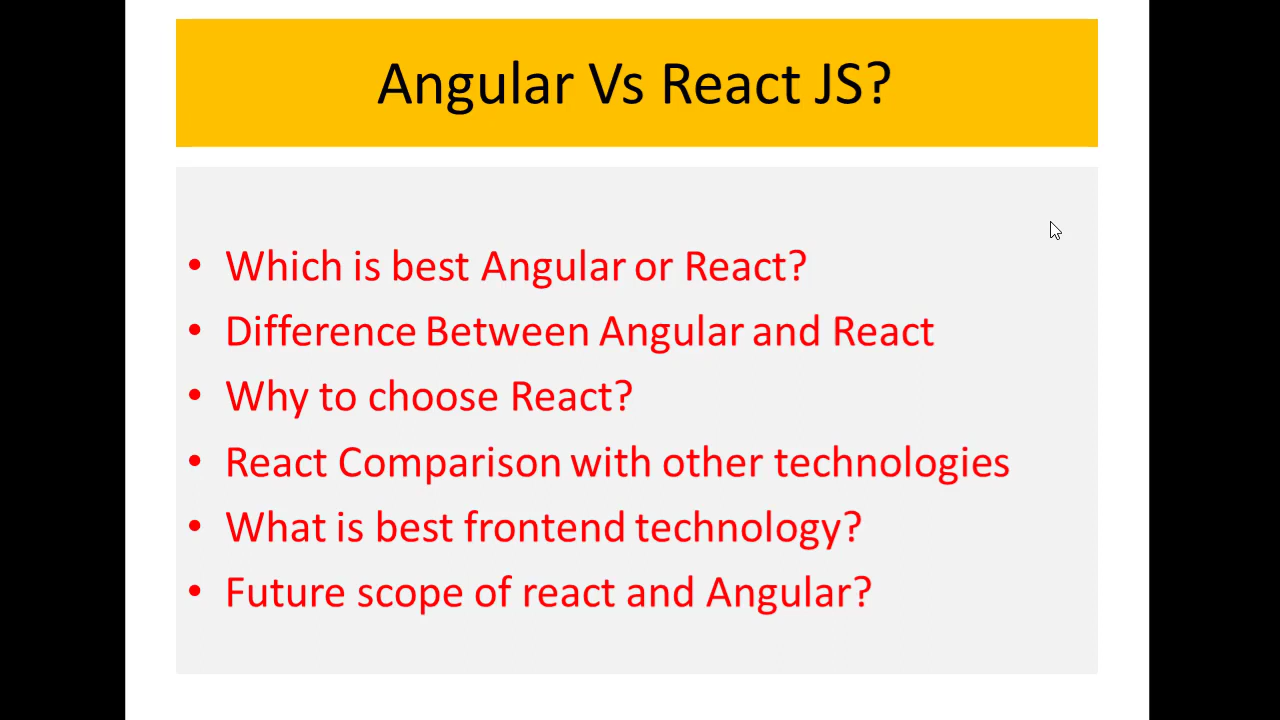 Angular Vs React JS?
• Which is best Angular or React?
• Difference Between Angular and React
• Why to choose React?
• React Comparison with other technologies
• What is best frontend technology?
• Future scope of react and Angular?